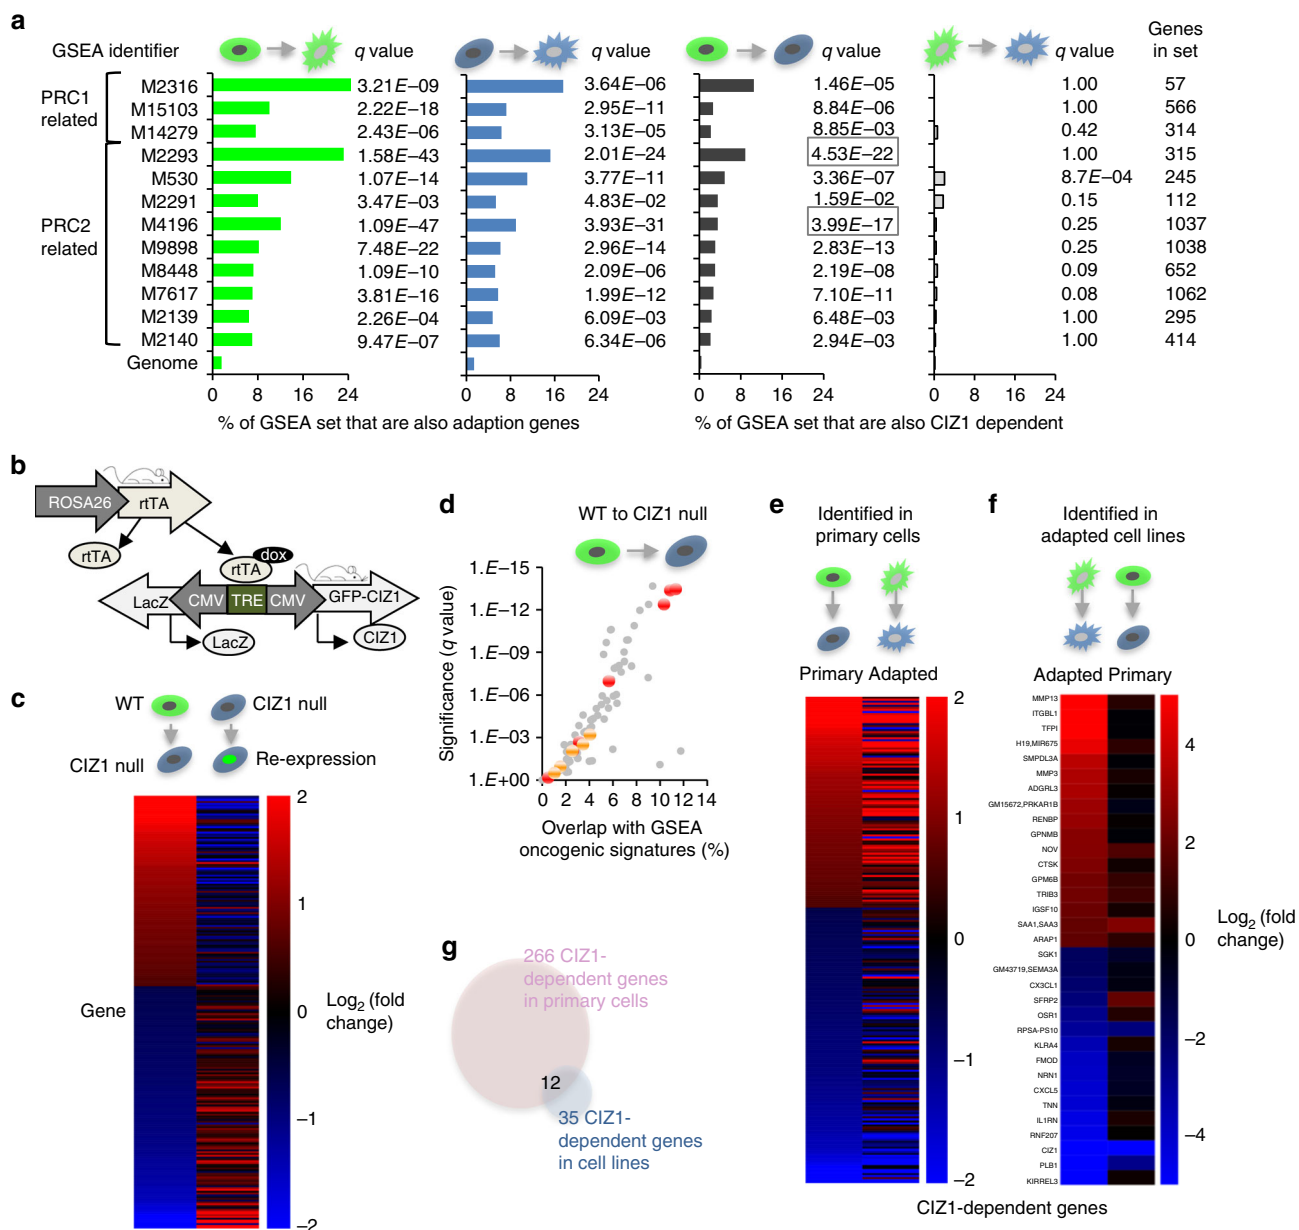 a
GSEA identifier
q value
q value
q value
q value
Genes
in set
PRC1
related
PRC2
related
M2316 3.21E–09 3.64E–06 1.46E–05 1.00 57
M15103 2.22E–18 2.95E–11 8.84E–06 1.00 566
M14279 2.43E–06 3.13E–05 8.85E–03 0.42 314
M2293 1.58E–43 2.01E–24 4.53E–22 1.00 315
M530 1.07E–14 3.77E–11 3.36E–07 8.7E–04 245
M2291 3.47E–03 4.83E–02 1.59E–02 0.15 112
M4196 1.09E–47 3.93E–31 3.99E–17 0.25 1037
M9898 7.48E–22 2.96E–14 2.83E–13 0.25 1038
M8448 1.09E–10 2.09E–06 2.19E–08 0.09 652
M7617 3.81E–16 1.99E–12 7.10E–11 0.08 1062
M2139 2.26E–04 6.09E–03 6.48E–03 1.00 295
M2140 9.47E–07 6.34E–06 2.94E–03 1.00 414
Genome
0 8 16 24 0 8 16 24 0 8 16 24 0 8 16 24
% of GSEA set that are also adaption genes
% of GSEA set that are also CIZ1 dependent
b
ROSA26
rtTA
rtTA
rtTA
dox
LacZ
CMV
TRE
CMV
GFP-CIZ1
LacZ
CIZ1
c
WT
CIZ1 null
CIZ1 null
Re-expression
Gene
2
1
0
–1
–2
Log2 (fold
change)
d
WT to CIZ1 null
Significance (q value)
1.E–15
1.E–12
1.E–09
1.E–06
1.E–03
1.E+00
0 2 4 6 8 10 12 14
Overlap with GSEA
oncogenic signatures (%)
e
Identified in
primary cells
Primary Adapted
2
1
0
–1
–2
f
Identified in
adapted cell lines
Adapted Primary
MMP13
ITGBL1
TFPI
H19,MIR675
SMPDL3A
MMP3
ADGRL3
GM15672,PRKAR1B
RENBP
GPNMB
NOV
CTSK
GPM6B
TRIB3
IGSF10
SAA1,SAA3
ARAP1
SGK1
GM43719,SEMA3A
CX3CL1
SFRP2
OSR1
RPSA-PS10
KLRA4
FMOD
NRN1
CXCL5
TNN
IL1RN
RNF207
CIZ1
PLB1
KIRREL3
4
2
0
–2
–4
Log2 (fold
change)
CIZ1-dependent genes
g
266 CIZ1-
dependent genes
in primary cells
12
35 CIZ1-
dependent genes
in cell lines